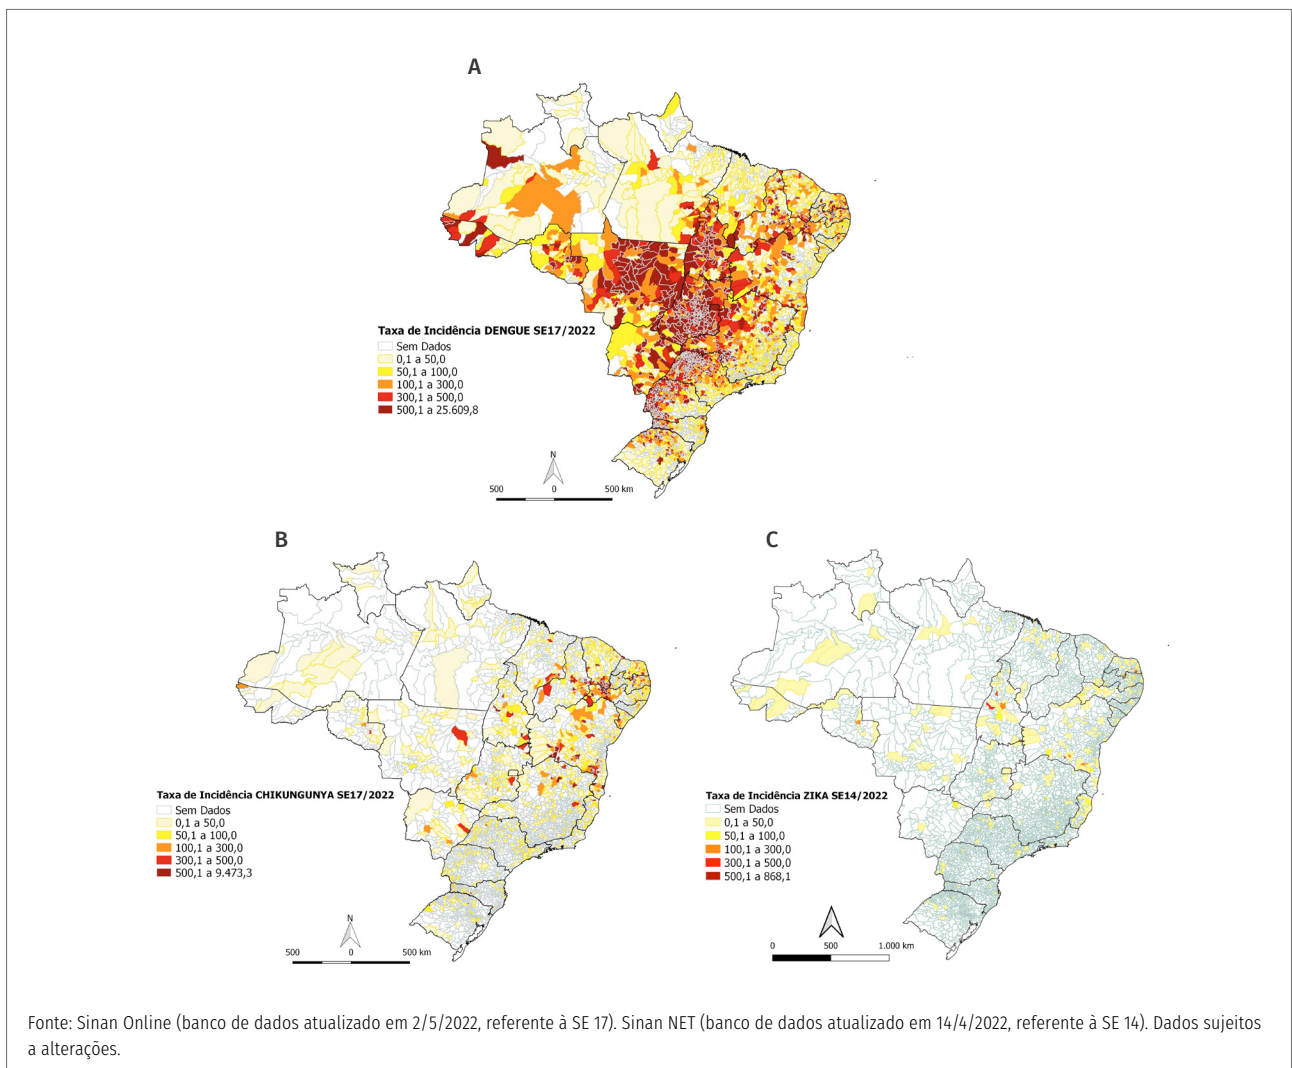 A
Taxa de Incidência DENGUE SE17/2022
Sem Dados
0,1 a 50,0
50,1 a 100,0
100,1 a 300,0
300,1 a 500,0
500,1 a 25.609,8
N
500 0 500 km
B
Taxa de Incidência CHIKUNGUNYA SE17/2022
Sem Dados
0,1 a 50,0
50,1 a 100,0
100,1 a 300,0
300,1 a 500,0
500,1 a 9.473,3
N
500 0 500 km
C
Taxa de Incidência ZIKA SE14/2022
Sem Dados
0,1 a 50,0
50,1 a 100,0
100,1 a 300,0
300,1 a 500,0
500,1 a 868,1
0 500 1.000 km
Fonte: Sinan Online (banco de dados atualizado em 2/5/2022, referente à SE 17). Sinan NET (banco de dados atualizado em 14/4/2022, referente à SE 14). Dados sujeitos
a alterações.